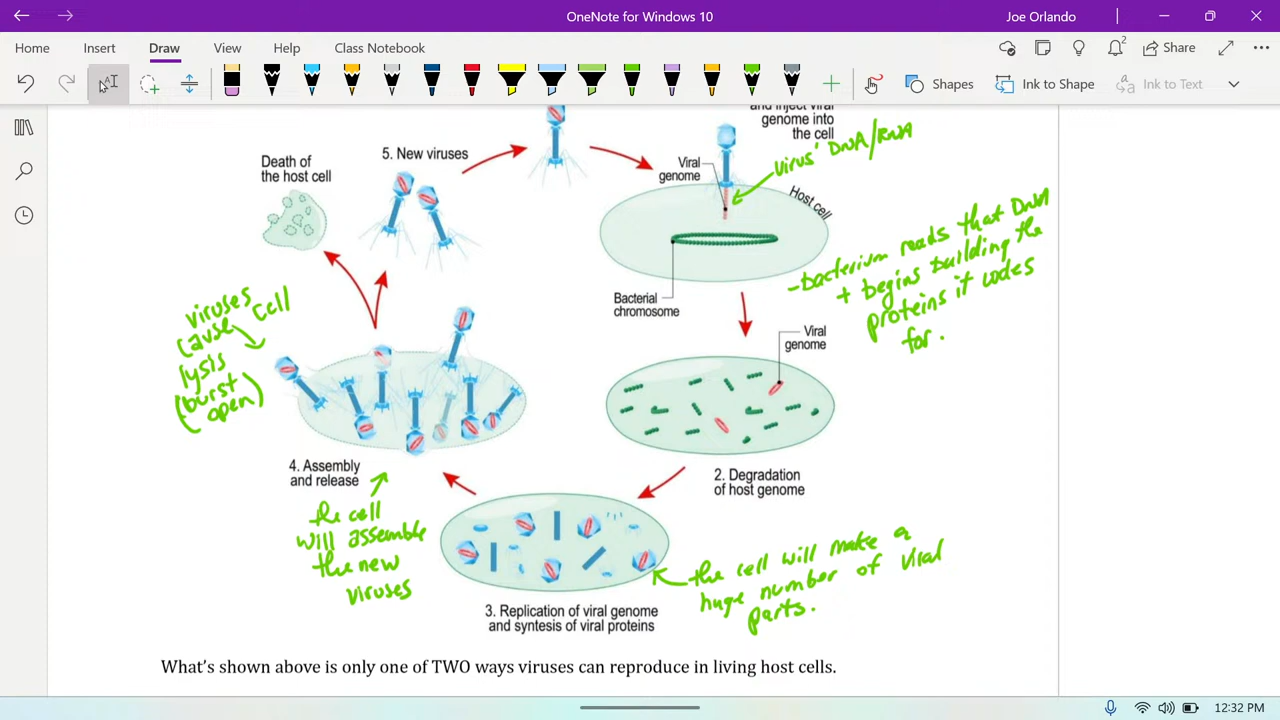 OneNote for Windows 10
Joe Orlando
Home
Insert
Draw
View
Help
Class Notebook
2
Share
Shapes
Ink to Shape
Ink to Text
and inject viral
genome into
the cell
Viral
genome
virus' DNA/RNA
Host cell
Bacterial
chromosome
-bacterium reads that DNA
+ begins building the
proteins it codes
for.
5. New viruses
Death of
the host cell
viruses
cause cell
lysis
(burst
open)
Viral
genome
2. Degradation
of host genome
4. Assembly
and release
the cell
will assemble
the new
viruses
3. Replication of viral genome
and syntesis of viral proteins
the cell will make a
huge number of viral
parts.
What's shown above is only one of TWO ways viruses can reproduce in living host cells.
12:32 PM